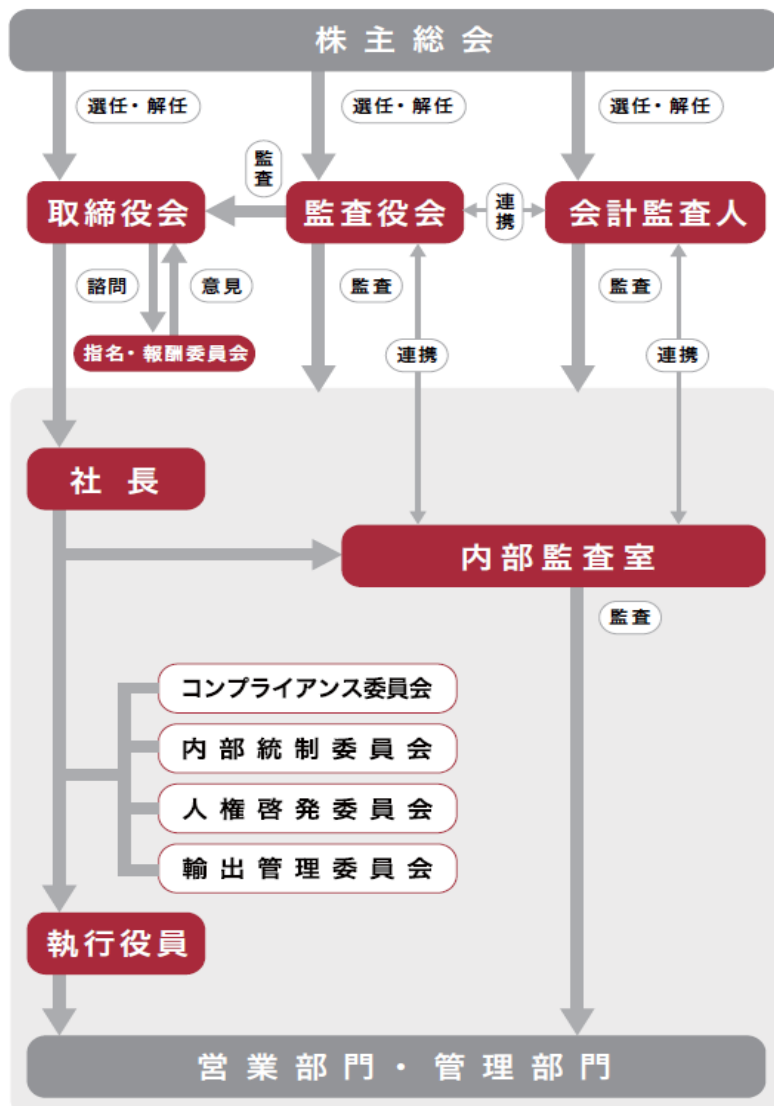 株主総会
選任・解任
選任・解任
選任・解任
監査
取締役会
監査役会
連携
会計監査人
諮問
意見
監査
監査
指名・報酬委員会
連携
連携
社長
内部監査室
監査
コンプライアンス委員会
内部統制委員会
人権啓発委員会
輸出管理委員会
執行役員
営業部門・管理部門